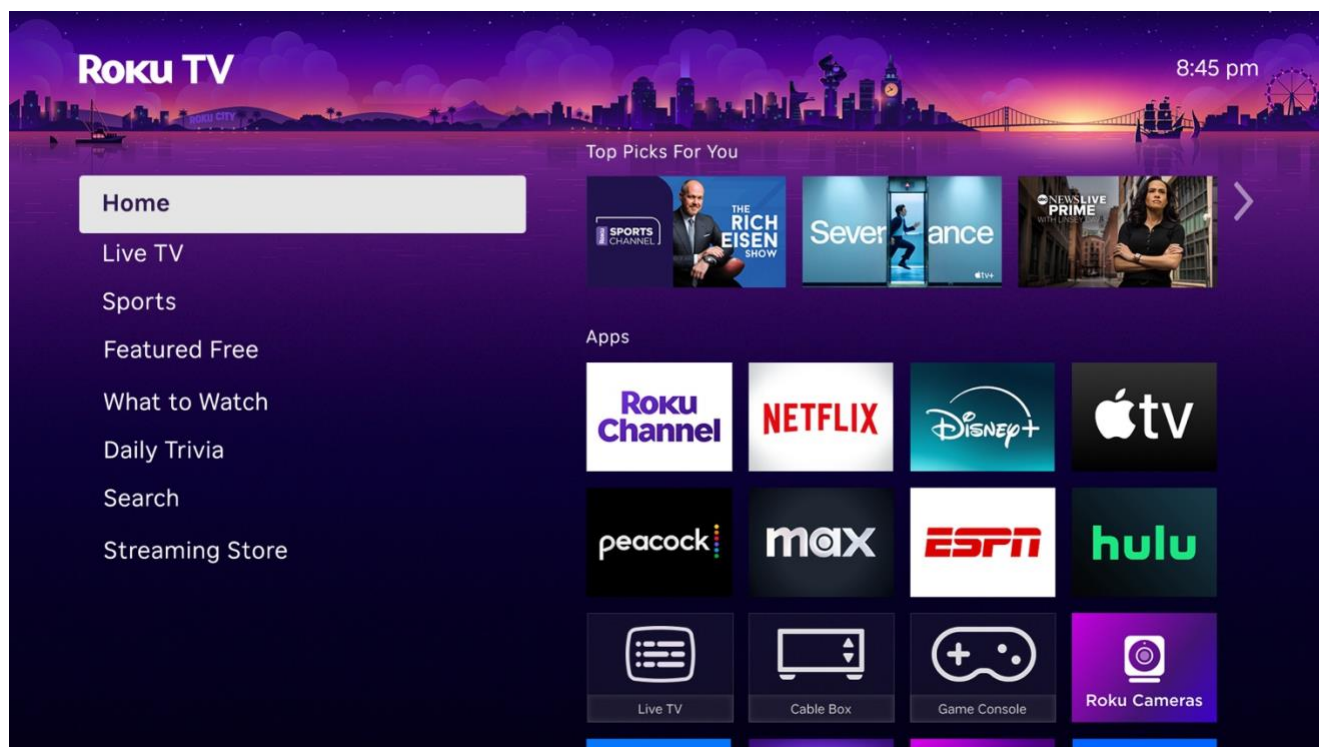 Roku TV
8:45 pm
ROKU CITY
Home
Live TV
Sports
Featured Free
What to Watch
Daily Trivia
Search
Streaming Store
Top Picks For You
SPORTS
CHANNEL
THE
RICH
EISEN
SHOW
Severance
tv+
abc NEWSLIVE
PRIME
Apps
Roku
Channel
NETFLIX
Disney+
tv
peacock
max
ESPN
hulu
Live TV
Cable Box
Game Console
Roku Cameras